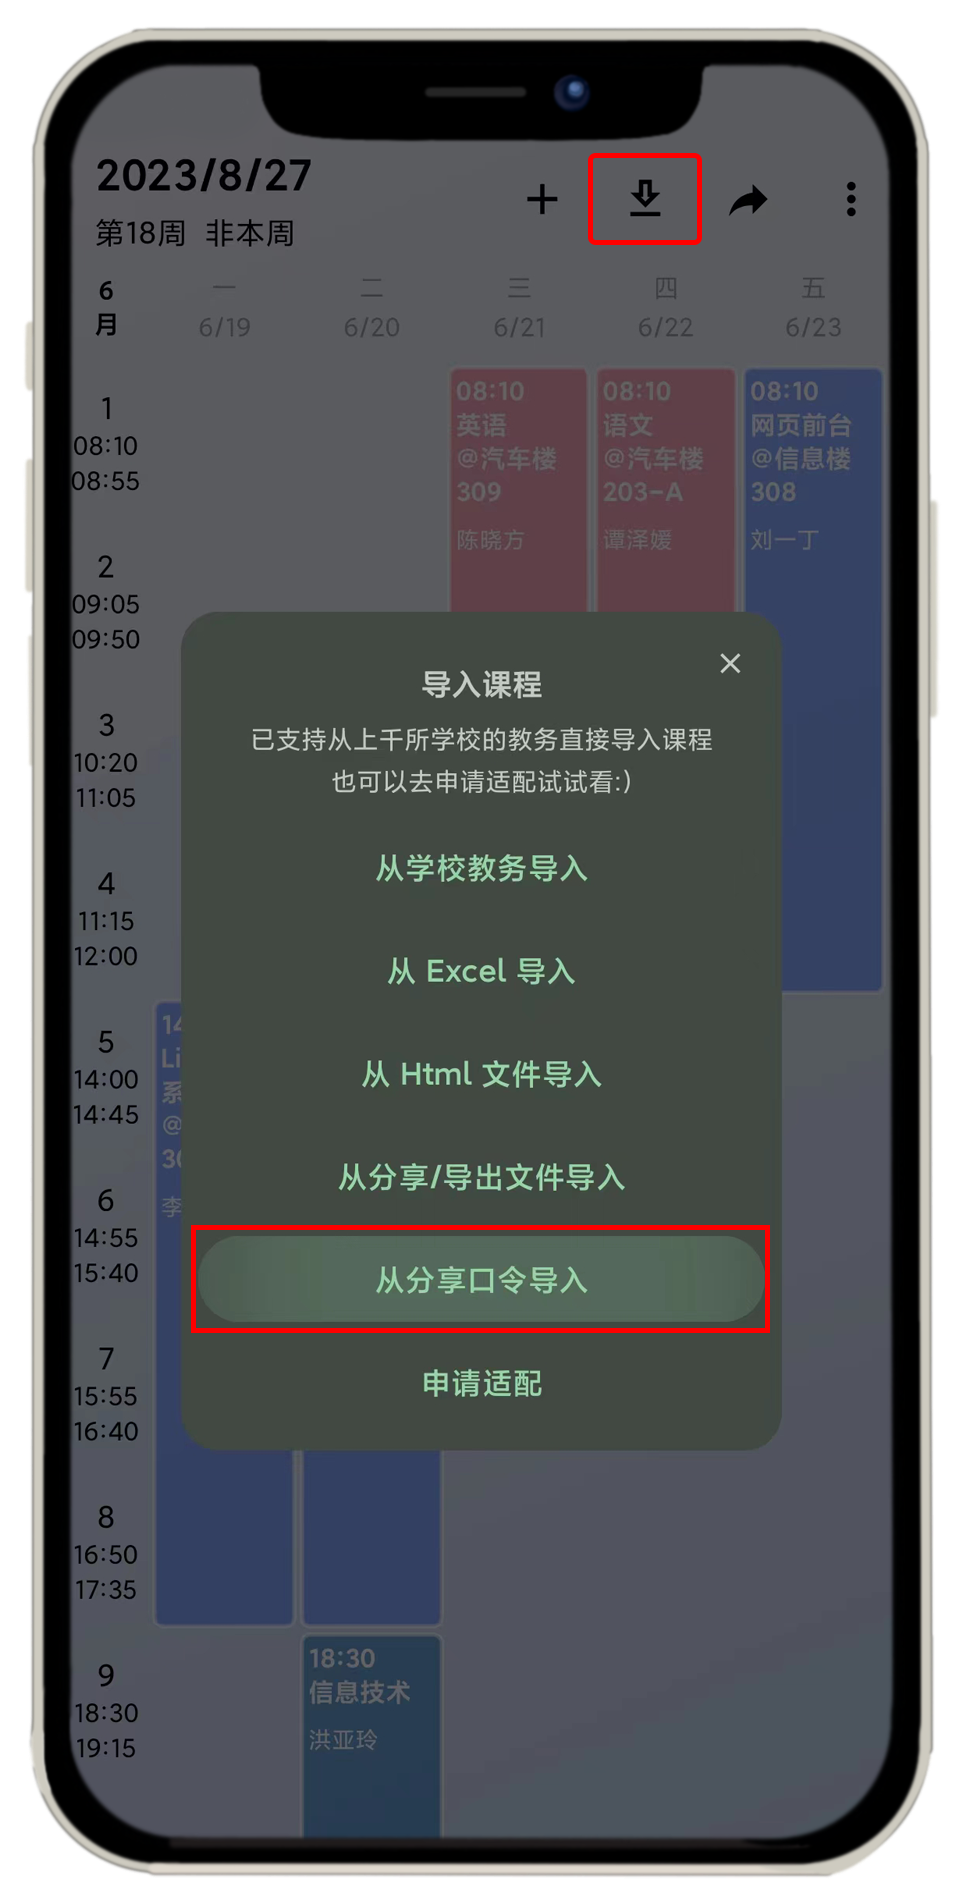 2023/8/27
第18周 非本周
6
月
一
6/19
二
6/20
三
6/21
四
6/22
五
6/23
1
08:10
08:55
2
09:05
09:50
3
10:20
11:05
4
11:15
12:00
5
14:00
14:45
6
14:55
15:40
7
15:55
16:40
8
16:50
17:35
9
18:30
19:15
08:10
英语
@汽车楼
309
陈晓方
08:10
语文
@汽车楼
203-A
谭泽媛
08:10
网页前台
@信息楼
308
刘一丁
14
Li
系
@
30
李
18:30
信息技术
洪亚玲
导入课程
已支持从上千所学校的教务直接导入课程
也可以去申请适配试试看:)
从学校教务导入
从 Excel 导入
从 Html 文件导入
从分享/导出文件导入
从分享口令导入
申请适配